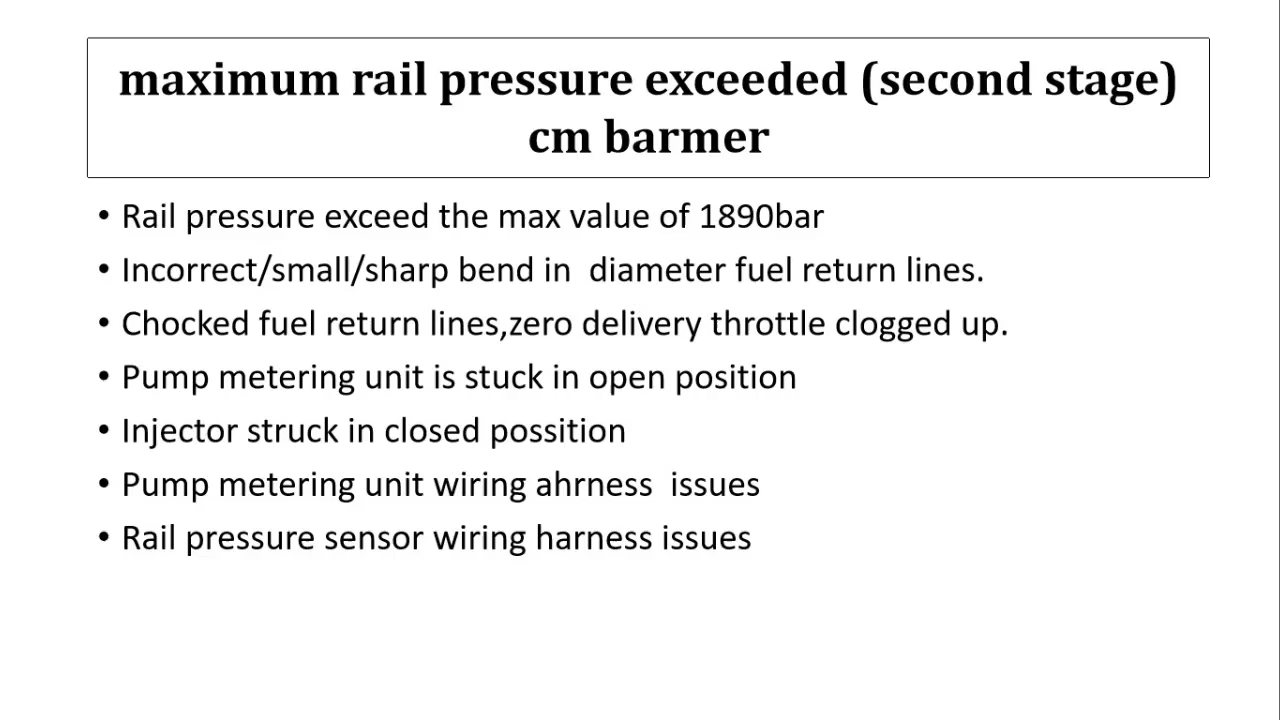 maximum rail pressure exceeded (second stage)
cm barmer
• Rail pressure exceed the max value of 1890bar
• Incorrect/small/sharp bend in  diameter fuel return lines.
• Chocked fuel return lines,zero delivery throttle clogged up.
• Pump metering unit is stuck in open position
• Injector struck in closed possition
• Pump metering unit wiring ahrness  issues
• Rail pressure sensor wiring harness issues